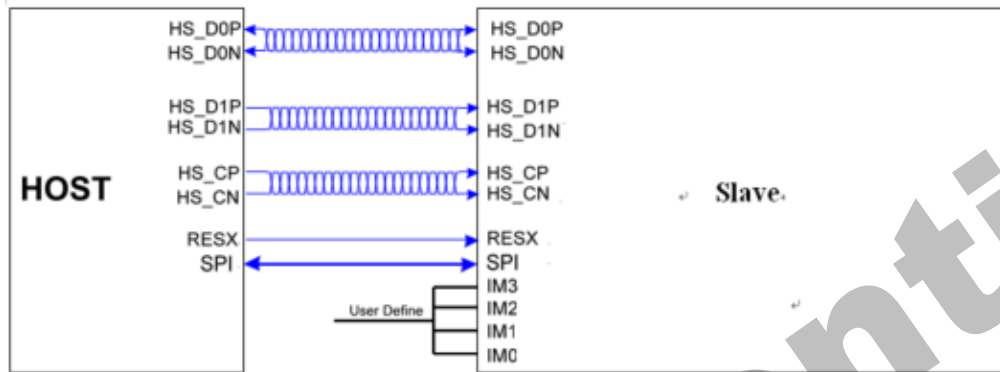 HS_D0P
HS_D0N
HS_D1P
HS_D1N
HOST
HS_CP
HS_CN
RESX
SPI
HS_D0P
HS_D0N
HS_D1P
HS_D1N
HS_CP
HS_CN
Slave
RESX
SPI
IM3
IM2
IM1
IM0
User Define